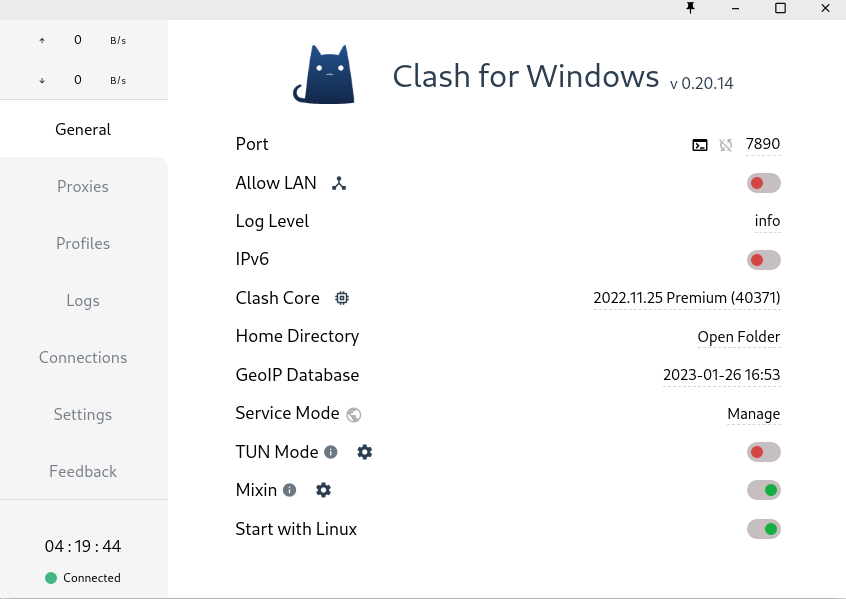 ↑ 0 B/s
↓ 0 B/s
General
Proxies
Profiles
Logs
Connections
Settings
Feedback
04 : 19 : 44
Connected
Clash for Windows v 0.20.14
Port 7890
Allow LAN
Log Level info
IPv6
Clash Core 2022.11.25 Premium (40371)
Home Directory Open Folder
GeoIP Database 2023-01-26 16:53
Service Mode Manage
TUN Mode
Mixin
Start with Linux